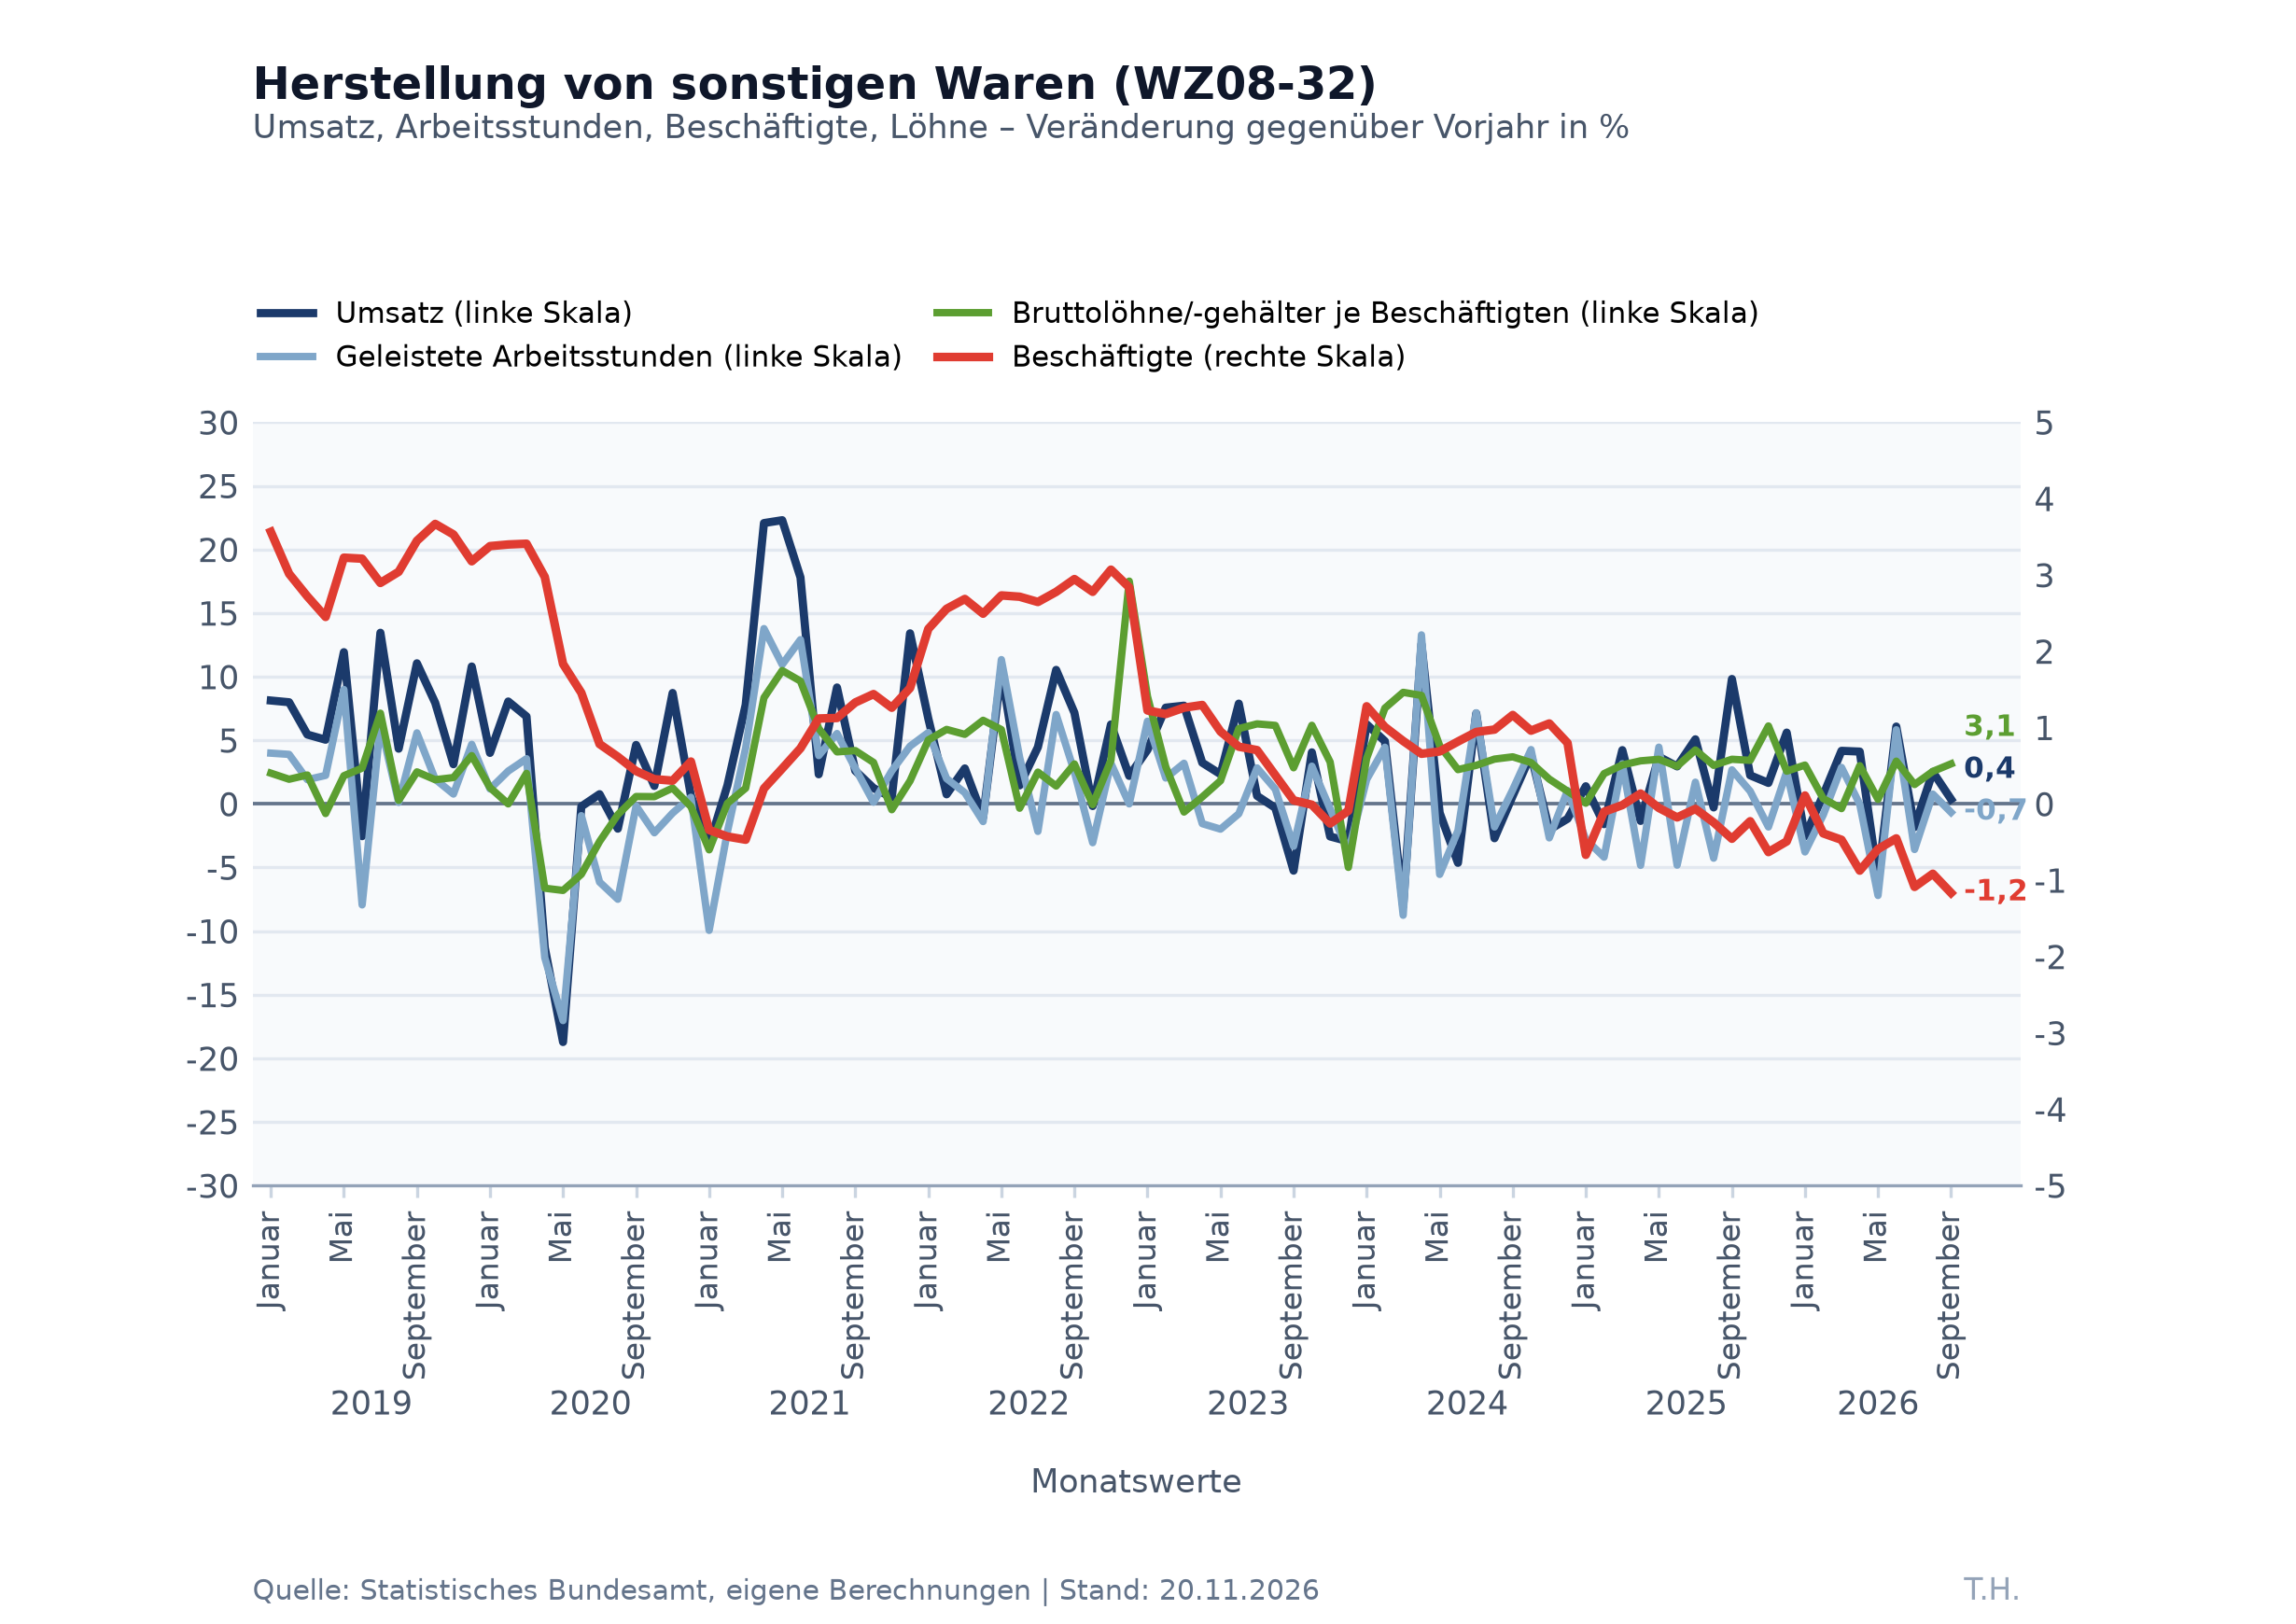 Herstellung von sonstigen Waren (WZ08-32)
Umsatz, Arbeitsstunden, Beschäftigte, Löhne – Veränderung gegenüber Vorjahr in %
Umsatz (linke Skala)
Geleistete Arbeitsstunden (linke Skala)
Bruttolöhne/-gehälter je Beschäftigten (linke Skala)
Beschäftigte (rechte Skala)
30
25
20
15
10
5
0
-5
-10
-15
-20
-25
-30
5
4
3
2
1
0
-1
-2
-3
-4
-5
3,1
0,4
-0,7
-1,2
Januar
Mai
September
Januar
Mai
September
Januar
Mai
September
Januar
Mai
September
Januar
Mai
September
Januar
Mai
September
Januar
Mai
September
Januar
Mai
September
2019
2020
2021
2022
2023
2024
2025
2026
Monatswerte
Quelle: Statistisches Bundesamt, eigene Berechnungen | Stand: 20.11.2026
T.H.